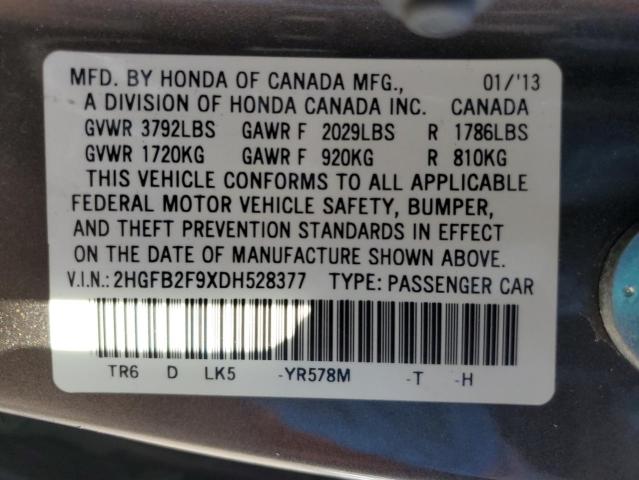 MFD. BY HONDA OF CANADA MFG., 01/'13
A DIVISION OF HONDA CANADA INC. CANADA
GVWR 3792LBS GAWR F 2029LBS R 1786LBS
GVWR 1720KG GAWR F 920KG R 810KG
THIS VEHICLE CONFORMS TO ALL APPLICABLE
FEDERAL MOTOR VEHICLE SAFETY, BUMPER,
AND THEFT PREVENTION STANDARDS IN EFFECT
ON THE DATE OF MANUFACTURE SHOWN ABOVE.
V.I.N.: 2HGFB2F9XDH528377 TYPE: PASSENGER CAR
TR6 D LK5 -YR578M -T -H